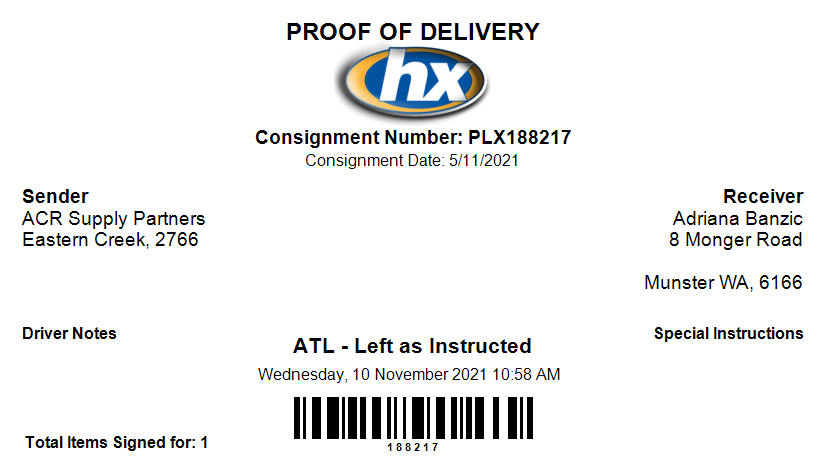 PROOF OF DELIVERY
hx
Consignment Number: PLX188217
Consignment Date: 5/11/2021
Sender
ACR Supply Partners
Eastern Creek, 2766
Receiver
Adriana Banzic
8 Monger Road
Munster WA, 6166
Driver Notes
ATL - Left as Instructed
Wednesday, 10 November 2021 10:58 AM
Special Instructions
188217
Total Items Signed for: 1